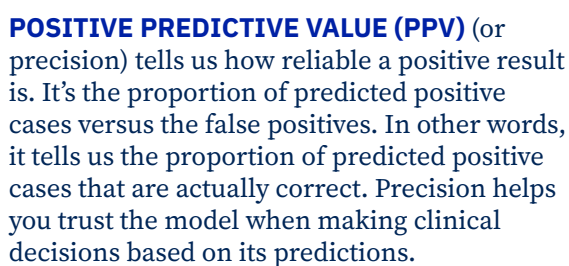 POSITIVE PREDICTIVE VALUE (PPV) (or
precision) tells us how reliable a positive result
is. It’s the proportion of predicted positive
cases versus the false positives. In other words,
it tells us the proportion of predicted positive
cases that are actually correct. Precision helps
you trust the model when making clinical
decisions based on its predictions.